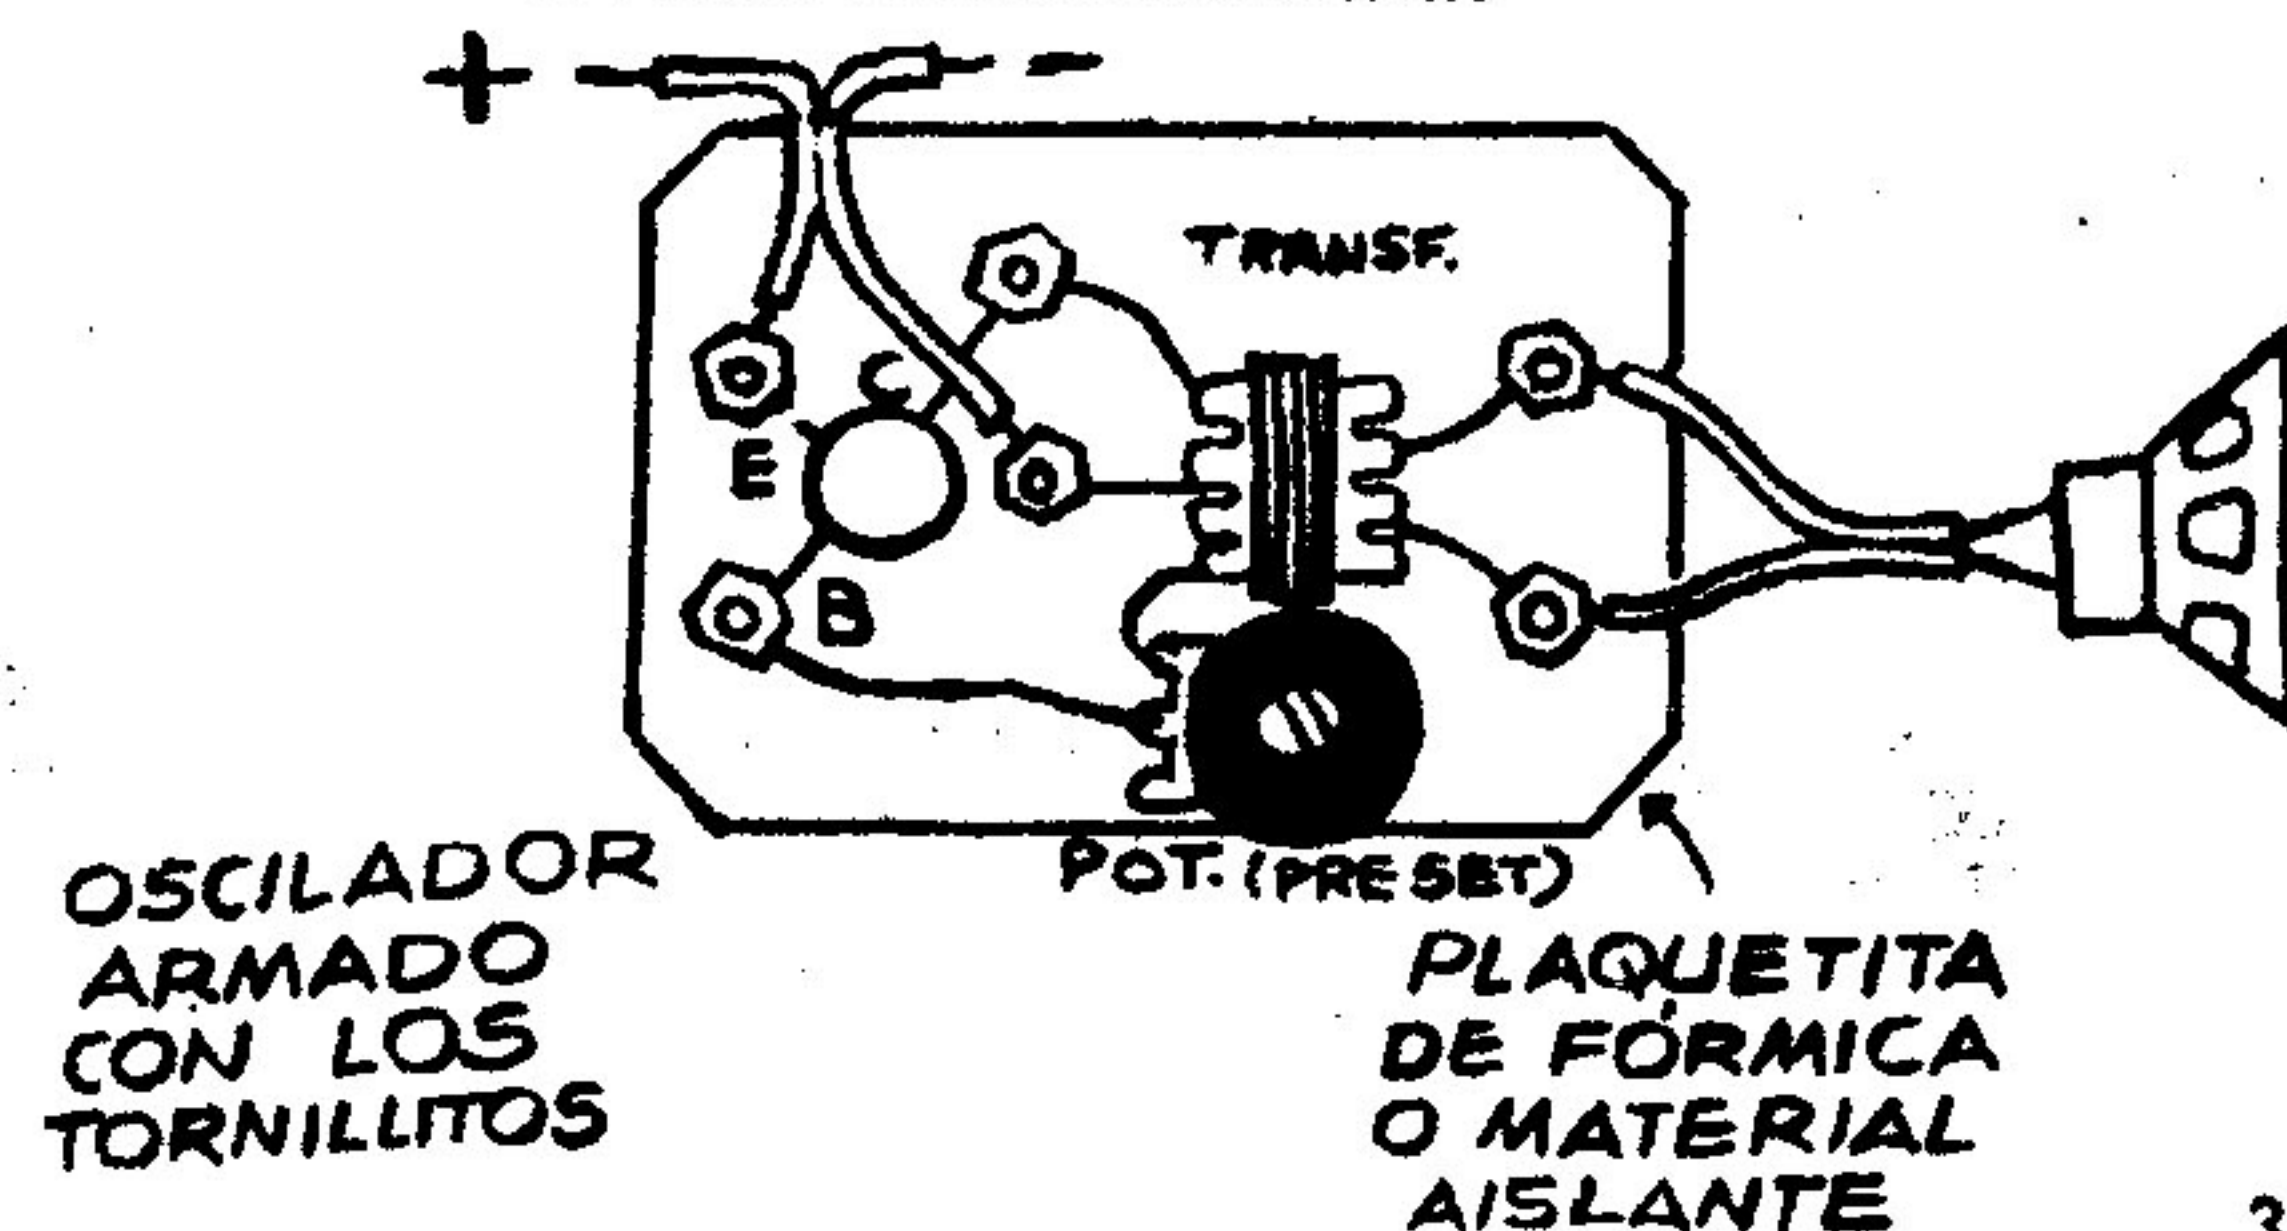 + -
TRANSF.
C
E
B
POT. (PRESET)
OSCILADOR
ARMADO
CON LOS
TORNILLITOS
PLAQUETITA
DE FÓRMICA
O MATERIAL
AISLANTE